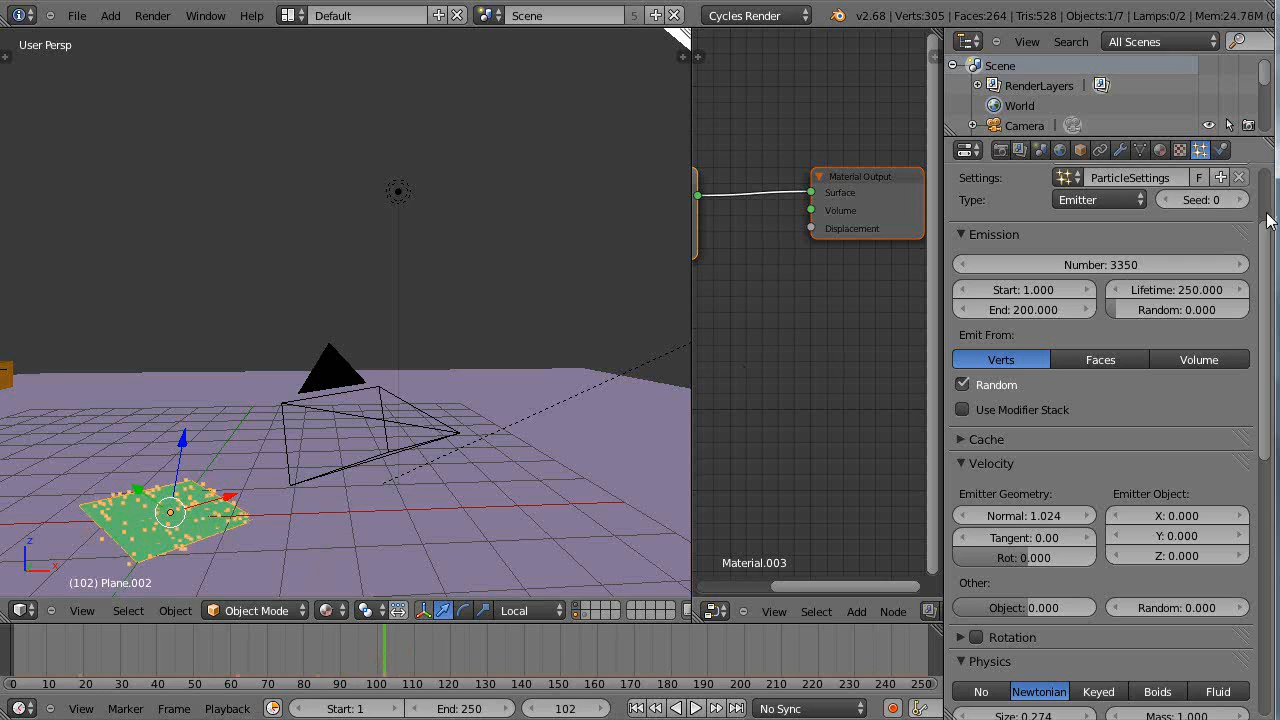 File Render Window Help Default Scene 5 Cycles Render v2.68 | Verts:305 | Faces:264 | Tris:528 | Objects:1/7 | Lamps:0/2 | Mem:24.76M (0
User Persp
View Search All Scenes
Scene
RenderLayers |
World
Camera |
Settings: ParticleSettings F
Type: Emitter Seed: 0
Emission
Number: 3350
Start: 1.000 Lifetime: 250.000
End: 200.000 Random: 0.000
Emit From:
Verts Faces Volume
Random
Use Modifier Stack
Cache
Velocity
Emitter Geometry: Emitter Object:
Normal: 1.024 X: 0.000
Tangent: 0.00 Y: 0.000
Rot: 0.000 Z: 0.000
Other:
Object: 0.000 Random: 0.000
Rotation
Physics
No Newtonian Keyed Boids Fluid
Size: 0.274 Mass: 1.000
Material Output
Surface
Volume
Displacement
Material.003
View Select Add Node
z
x
(102) Plane.002
View Select Object Object Mode Local
0 10 20 30 40 50 60 70 80 90 100 110 120 130 140 150 160 170 180 190 200 210 220 230 240 250
View Marker Frame Playback Start: 1 End: 250 102 No Sync